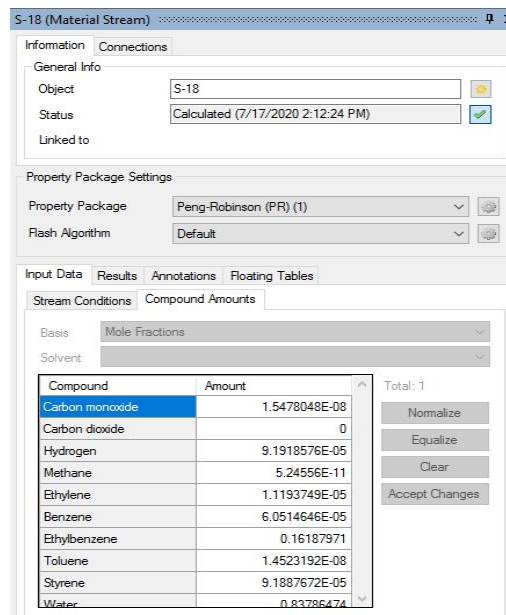 S-18 (Material Stream)
Information Connections
General Info
Object S-18
Status Calculated (7/17/2020 2:12:24 PM)
Linked to
Property Package Settings
Property Package Peng-Robinson (PR) (1)
Flash Algorithm Default
Input Data Results Annotations Floating Tables
Stream Conditions Compound Amounts
Basis Mole Fractions
Solvent
Compound Amount Total: 1
Carbon monoxide 1.5478048E-08 Normalize
Carbon dioxide 0
Hydrogen 9.1918576E-05 Equalize
Methane 5.24556E-11 Clear
Ethylene 1.1193749E-05 Accept Changes
Benzene 6.0514646E-05
Ethylbenzene 0.16187971
Toluene 1.4523192E-08
Styrene 9.1887672E-05
Water 0.83786474